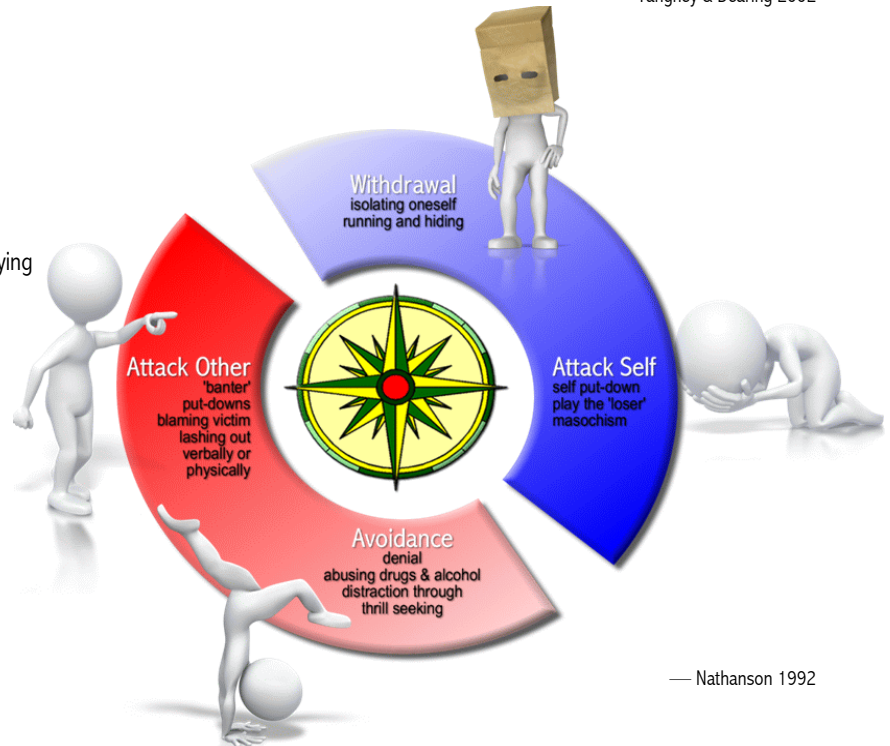 Withdrawal
isolating oneself
running and hiding
ying
Attack Other
'banter'
put-downs
blaming victim
lashing out
verbally or
physically
Attack Self
self put-down
play the 'loser'
masochism
Avoidance
denial
abusing drugs & alcohol
distraction through
thrill seeking
— Nathanson 1992